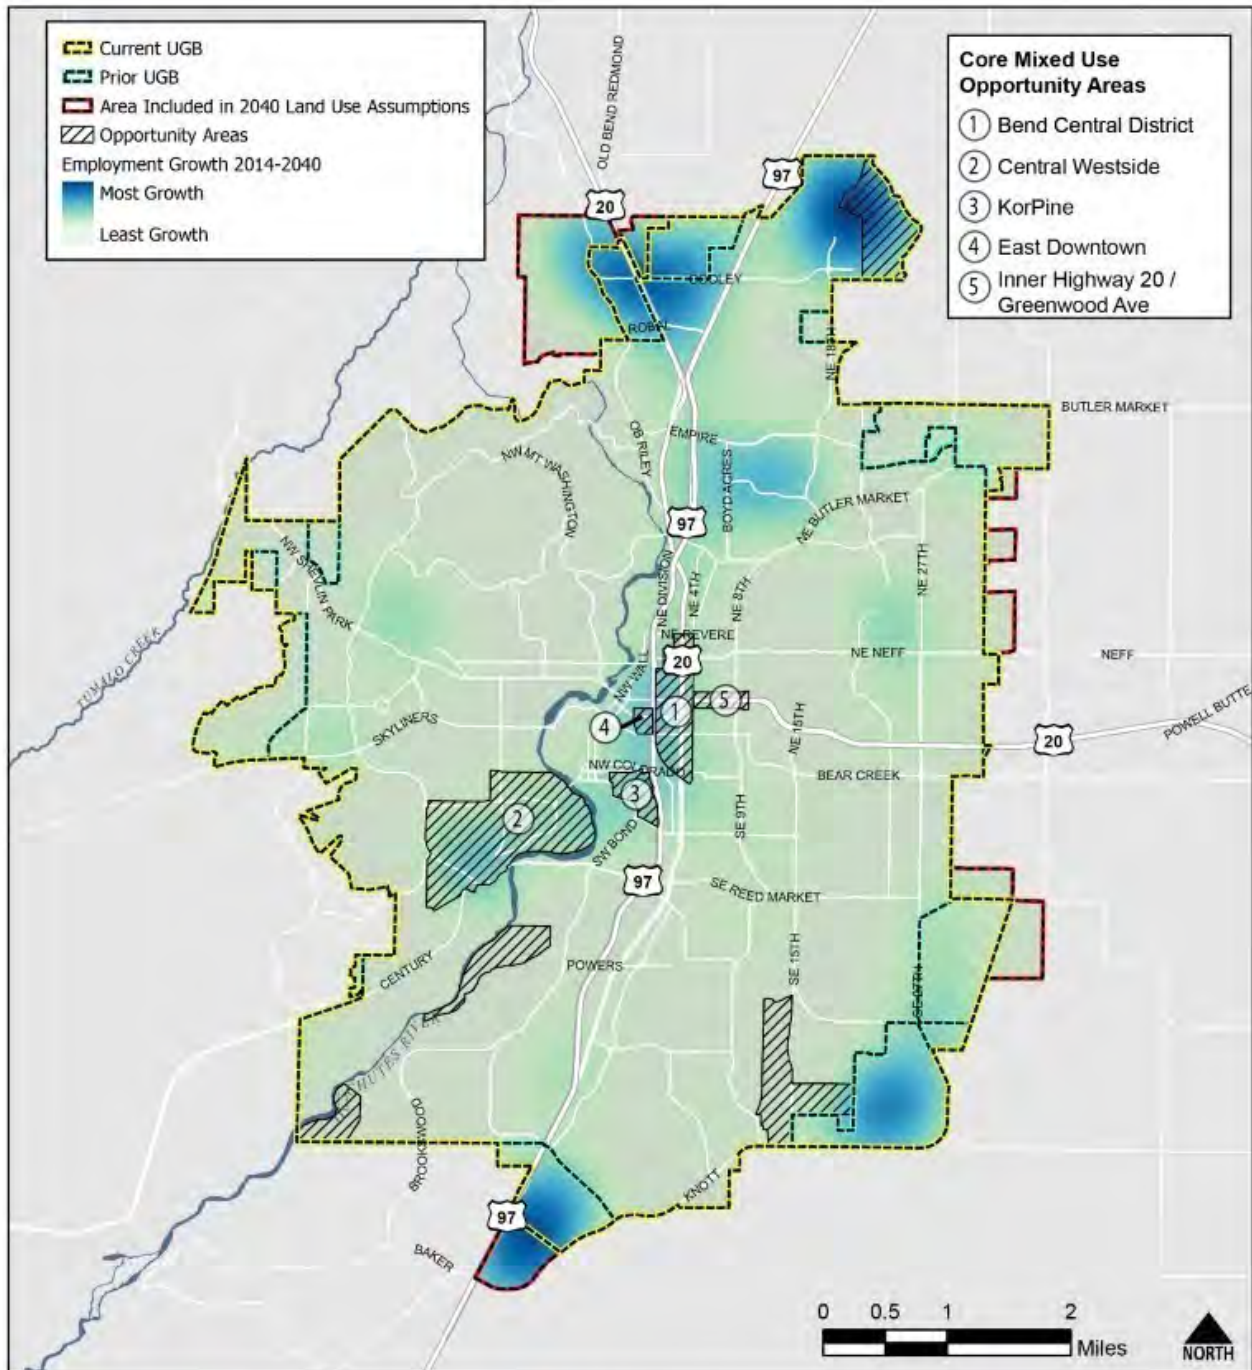 Current UGB
Prior UGB
Area Included in 2040 Land Use Assumptions
Opportunity Areas
Employment Growth 2014-2040
Most Growth
Least Growth
Core Mixed Use
Opportunity Areas
1 Bend Central District
2 Central Westside
3 KorPine
4 East Downtown
5 Inner Highway 20 /
Greenwood Ave
OLD BEND REDMOND
97
20
COOLEY
ROBAL
NE 18TH
BUTLER MARKET
EMPIRE
OB RILEY
NW MT WASHINGTON
BOYD ACRES
NE BUTLER MARKET
97
NW SHEVLIN PARK
NE DIVISION
NE 4TH
NE 8TH
NE 27TH
TUMALO CREEK
NE REVERE
20
NE NEFF
NEFF
NW WALL
1
5
4
SKYLINERS
NE 15TH
20
POWELL BUTTE
NW COLORADO
BEAR CREEK
3
2
SW BOND
SE 9TH
97
SE REED MARKET
CENTURY
POWERS
SE 15TH
SE 27TH
DESCHUTES RIVER
BROOKSWOOD
KNOTT
97
BAKER
0 0.5 1 2
Miles
NORTH